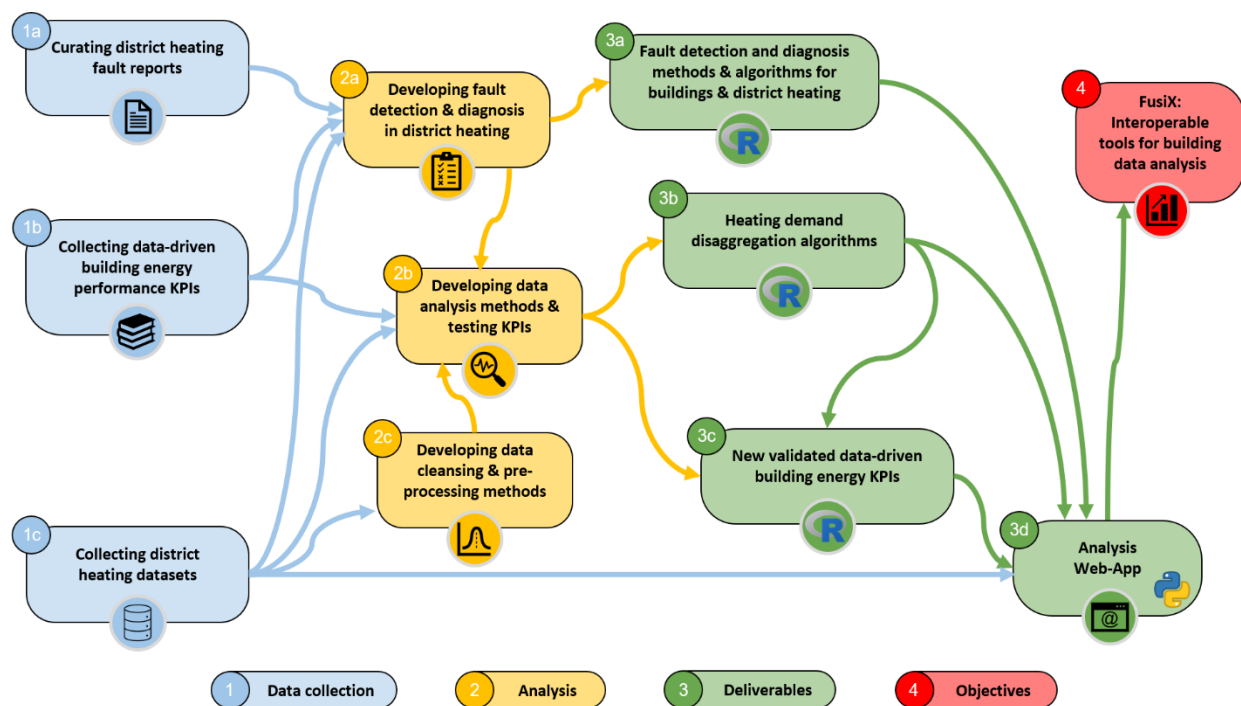 1a
Curating district heating
fault reports
1b
Collecting data-driven
building energy
performance KPIs
1c
Collecting district
heating datasets
2a
Developing fault
detection & diagnosis
in district heating
2b
Developing data
analysis methods &
testing KPIs
2c
Developing data
cleansing & pre-
processing methods
3a
Fault detection and diagnosis
methods & algorithms for
buildings & district heating
R
3b
Heating demand
disaggregation algorithms
R
3c
New validated data-driven
building energy KPIs
R
3d
Analysis
Web-App
@
4
FusiX:
Interoperable
tools for building
data analysis
1 Data collection
2 Analysis
3 Deliverables
4 Objectives